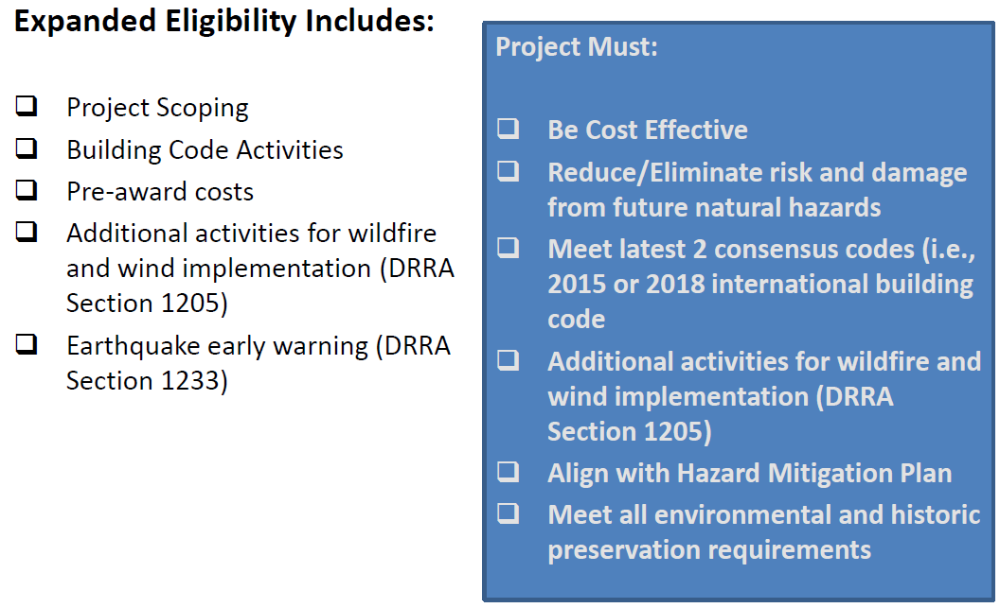 Expanded Eligibility Includes:
Project Scoping
Building Code Activities
Pre-award costs
Additional activities for wildfire
and wind implementation (DRRA
Section 1205)
Earthquake early warning (DRRA
Section 1233)
Project Must:
Be Cost Effective
Reduce/Eliminate risk and damage
from future natural hazards
Meet latest 2 consensus codes (i.e.,
2015 or 2018 international building
code
Additional activities for wildfire and
wind implementation (DRRA
Section 1205)
Align with Hazard Mitigation Plan
Meet all environmental and historic
preservation requirements